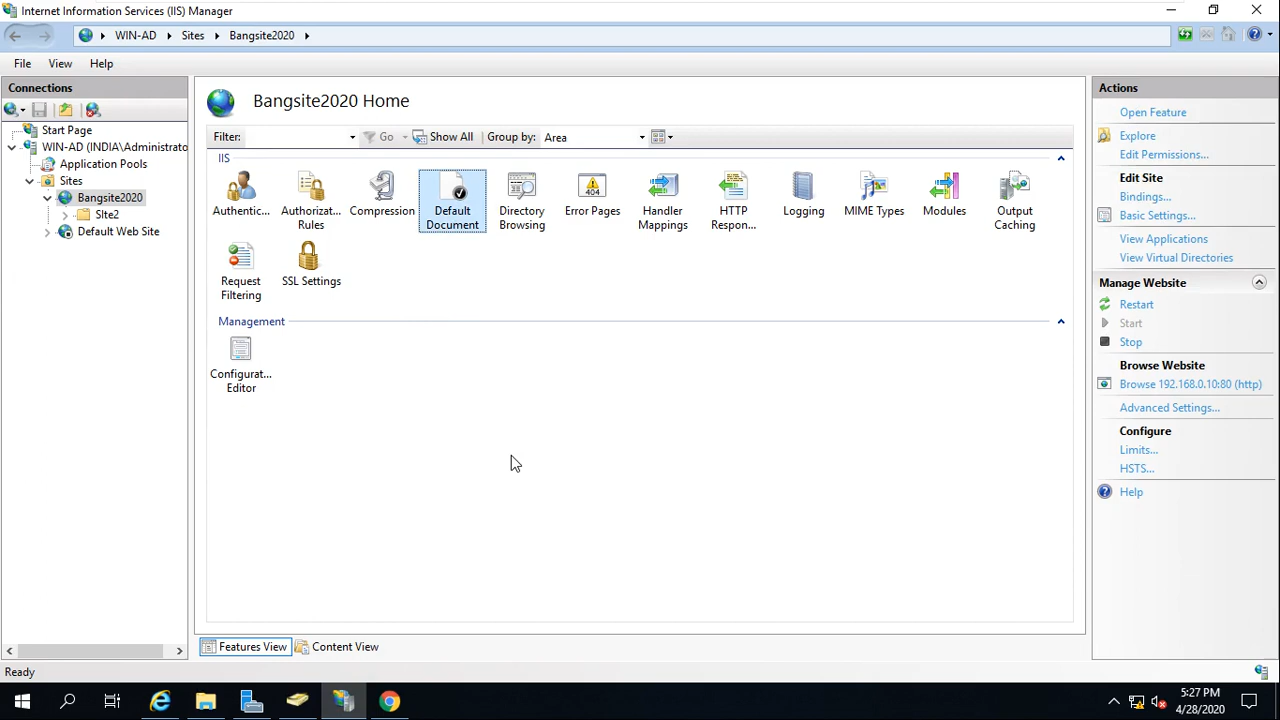 Internet Information Services (IIS) Manager
WIN-AD
Sites
Bangsite2020
File
View
Help
Connections
Start Page
WIN-AD (INDIA\Administrato
Application Pools
Sites
Bangsite2020
Site2
Default Web Site
Bangsite2020 Home
Filter:
Go
Show All
Group by:
Area
IIS
Authentic...
Authorizat...
Rules
Compression
Default
Document
Directory
Browsing
Error Pages
404
Handler
Mappings
HTTP
Respon...
Logging
MIME Types
Modules
Output
Caching
Request
Filtering
SSL Settings
Management
Configurat...
Editor
Features View
Content View
Actions
Open Feature
Explore
Edit Permissions...
Edit Site
Bindings...
Basic Settings...
View Applications
View Virtual Directories
Manage Website
Restart
Start
Stop
Browse Website
Browse 192.168.0.10:80 (http)
Advanced Settings...
Configure
Limits...
HSTS...
Help
Ready
5:27 PM
4/28/2020